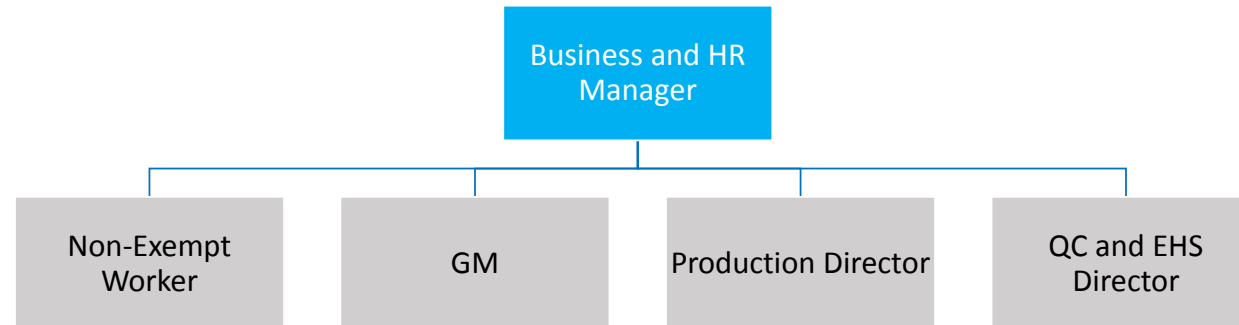 Business and HR
Manager
Non-Exempt
Worker
GM
Production Director
QC and EHS
Director